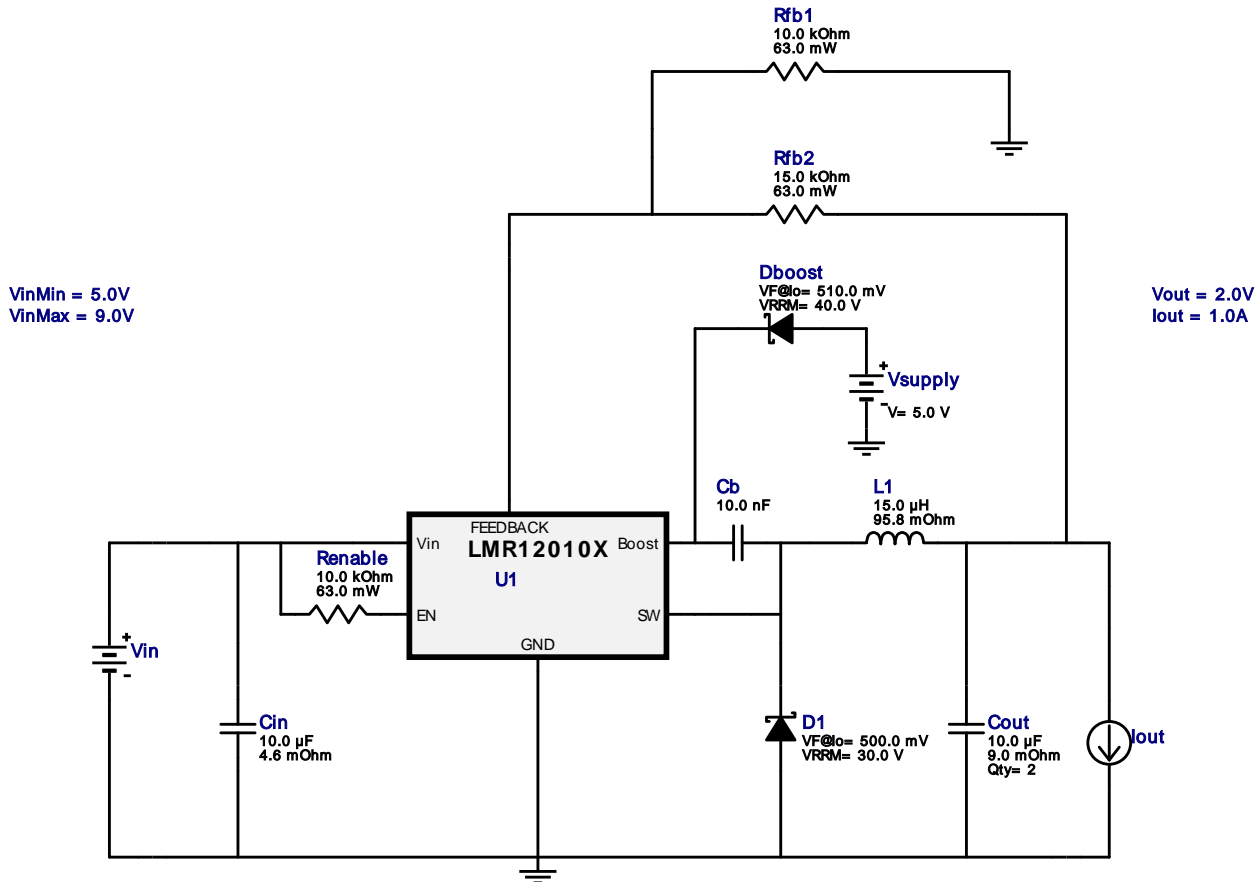 Rfb1
10.0 kOhm
63.0 mW
Rfb2
15.0 kOhm
63.0 mW
VinMin = 5.0V
VinMax = 9.0V
Dboost
VF@Io= 510.0 mV
VRRM= 40.0 V
Vout = 2.0V
Iout = 1.0A
+
Vsupply
-
V= 5.0 V
Cb
10.0 nF
L1
15.0 µH
95.8 mOhm
FEEDBACK
Vin
LMR12010X
Boost
U1
Renable
10.0 kOhm
63.0 mW
EN
SW
GND
+
Vin
-
Cin
10.0 µF
4.6 mOhm
D1
VF@Io= 500.0 mV
VRRM= 30.0 V
Cout
10.0 µF
9.0 mOhm
Qty= 2
Iout